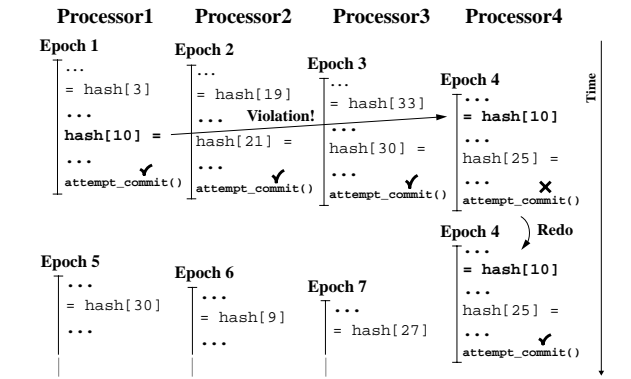 Processor1 Processor2 Processor3 Processor4
Epoch 1
...
= hash[3]
...
hash[10] =
...
attempt_commit()
Epoch 2
...
= hash[19]
...
hash[21] =
...
attempt_commit()
Violation!
Epoch 3
...
= hash[33]
...
hash[30] =
...
attempt_commit()
Epoch 4
...
= hash[10]
...
hash[25] =
...
attempt_commit()
Redo
Time
Epoch 5
...
= hash[30]
...
Epoch 6
...
= hash[9]
...
Epoch 7
...
= hash[27]
Epoch 4
...
= hash[10]
...
hash[25] =
...
attempt_commit()